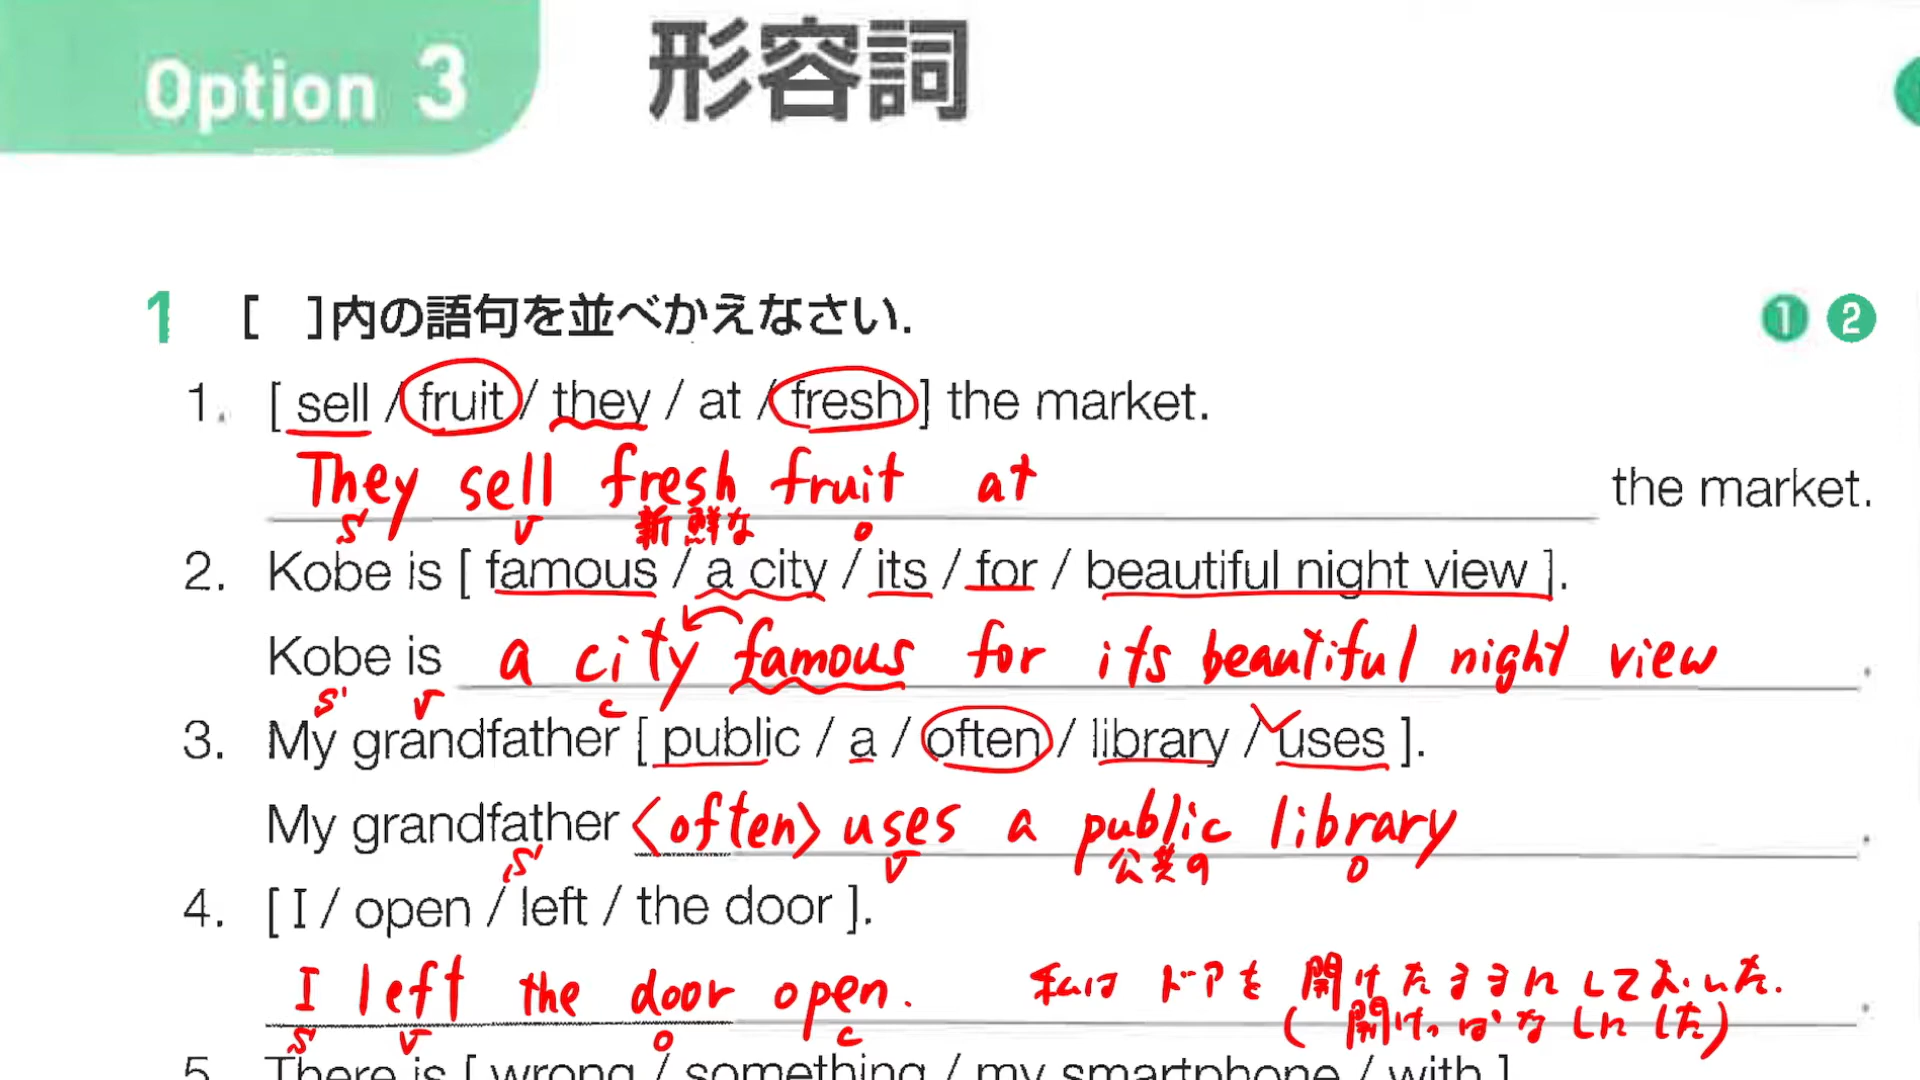 Option 3 形容詞
1 [ ]内の語句を並べかえなさい. 1 2
1. [ sell / fruit / they / at / fresh ] the market.
They sell fresh fruit at the market.
S V 新鮮な O
2. Kobe is [ famous / a city / its / for / beautiful night view ].
Kobe is a city famous for its beautiful night view .
S V C
3. My grandfather [ public / a / often / library / uses ].
My grandfather <often> uses a public library .
S V 公共の O
4. [ I / open / left / the door ].
I left the door open. 私は ドアを 開けたままにしておいた. .
S V O C ( 開けっぱなしにした)
5. There is [ wrong / something / my smartphone / with ]